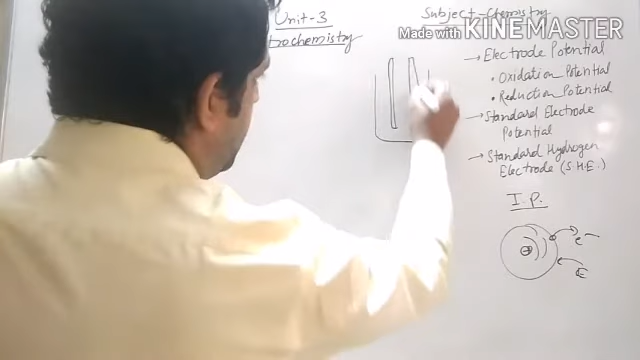 Unit-3
Subject-Chemistry
Made with KINEMASTER
trochemistry
→ Electrode Potential
• Oxidation Potential
• Reduction Potential
→ Standard Electrode
Potential
→ Standard Hydrogen
Electrode (S.H.E.)
I.P.
e⁻
E